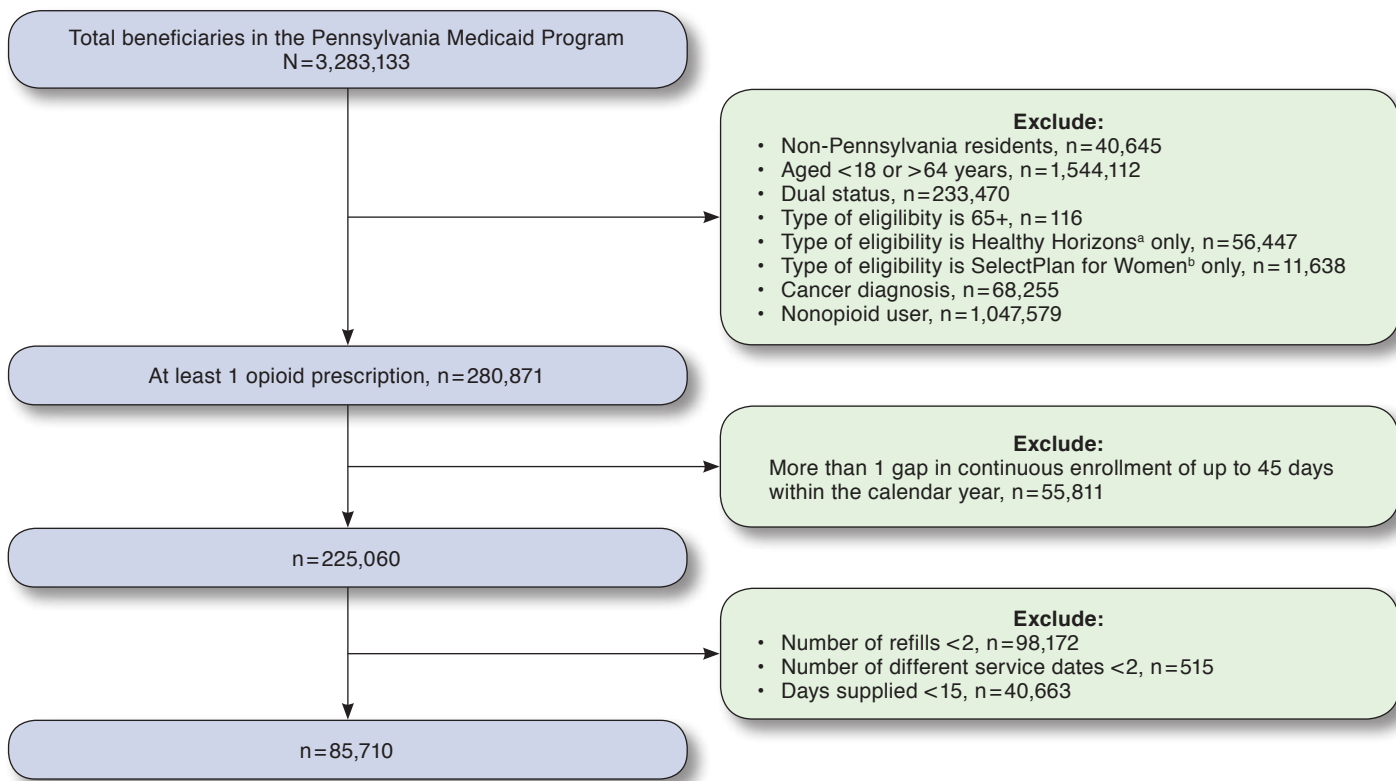 Total beneficiaries in the Pennsylvania Medicaid Program
N=3,283,133
Exclude:
• Non-Pennsylvania residents, n=40,645
• Aged <18 or >64 years, n=1,544,112
• Dual status, n=233,470
• Type of eligilibity is 65+, n=116
• Type of eligibility is Healthy Horizonsᵃ only, n=56,447
• Type of eligibility is SelectPlan for Womenᵇ only, n=11,638
• Cancer diagnosis, n=68,255
• Nonopioid user, n=1,047,579
At least 1 opioid prescription, n=280,871
Exclude:
More than 1 gap in continuous enrollment of up to 45 days
within the calendar year, n=55,811
n=225,060
Exclude:
• Number of refills <2, n=98,172
• Number of different service dates <2, n=515
• Days supplied <15, n=40,663
n=85,710